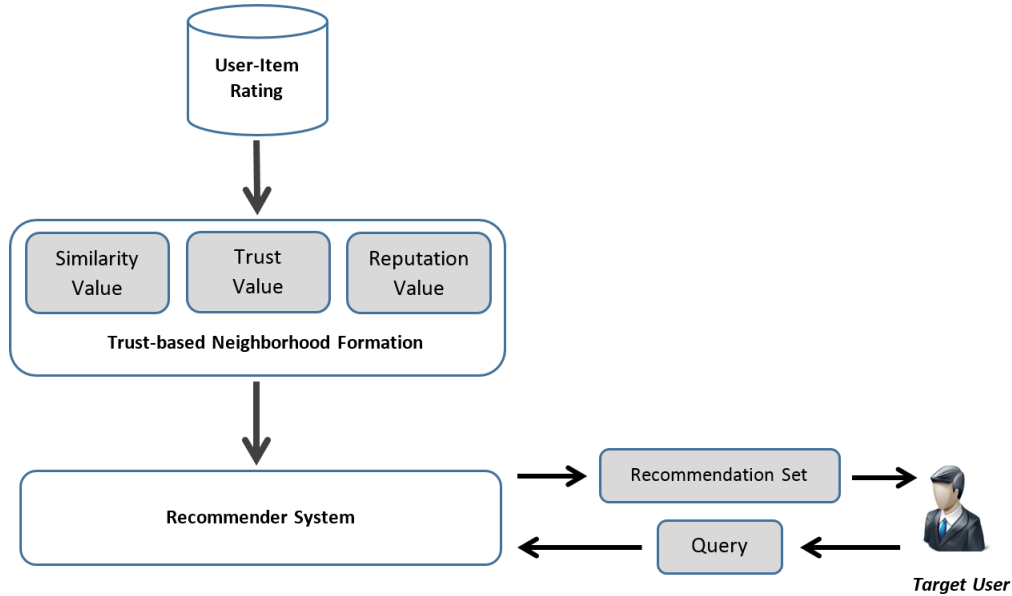 User-Item
Rating
Similarity
Value
Trust
Value
Reputation
Value
Trust-based Neighborhood Formation
Recommender System
Recommendation Set
Query
Target User